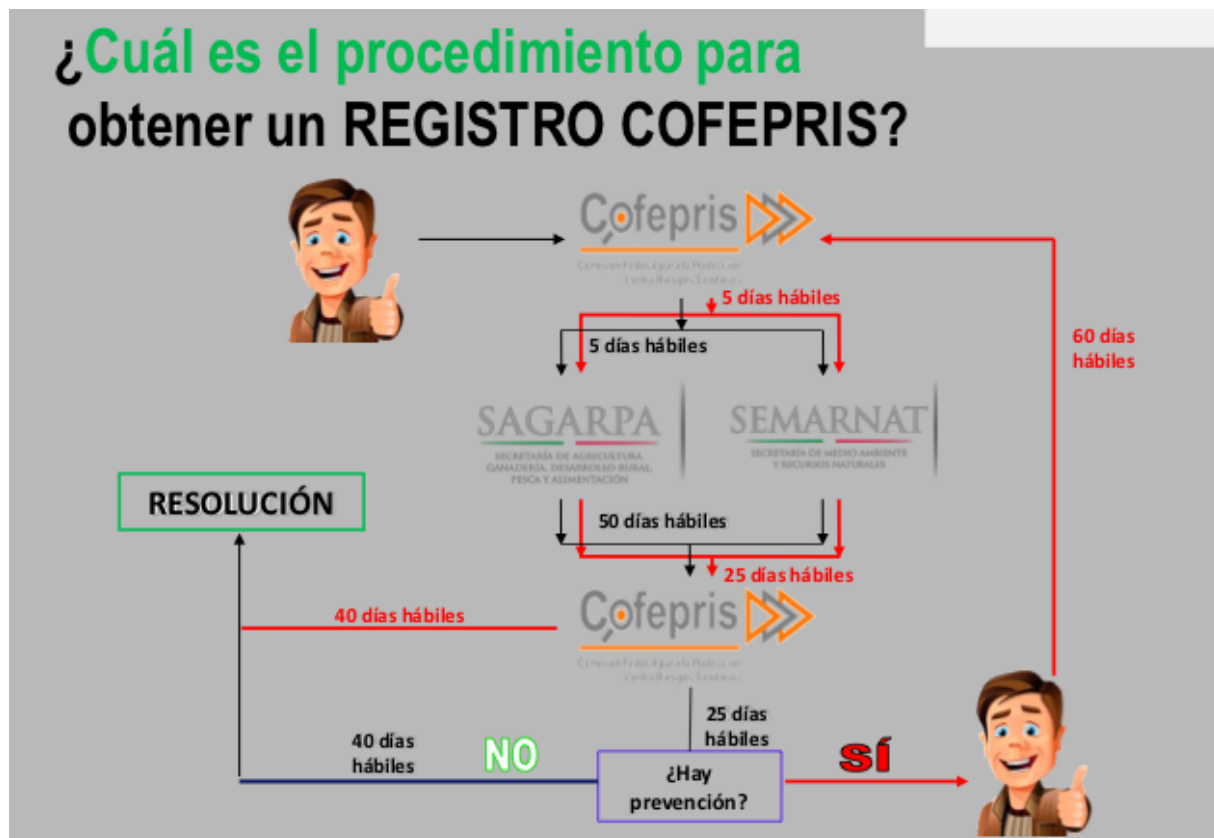 ¿Cuál es el procedimiento para
obtener un REGISTRO COFEPRIS?
Cofepris
5 días hábiles
5 días hábiles
60 días
hábiles
SAGARPA
SECRETARÍA DE AGRICULTURA
GANADERÍA, DESARROLLO RURAL,
PESCA Y ALIMENTACIÓN
SEMARNAT
SECRETARÍA DE MEDIO AMBIENTE
Y RECURSOS NATURALES
RESOLUCIÓN
50 días hábiles
25 días hábiles
40 días hábiles
Cofepris
25 días
hábiles
40 días
hábiles
NO
¿Hay
prevención?
SÍ